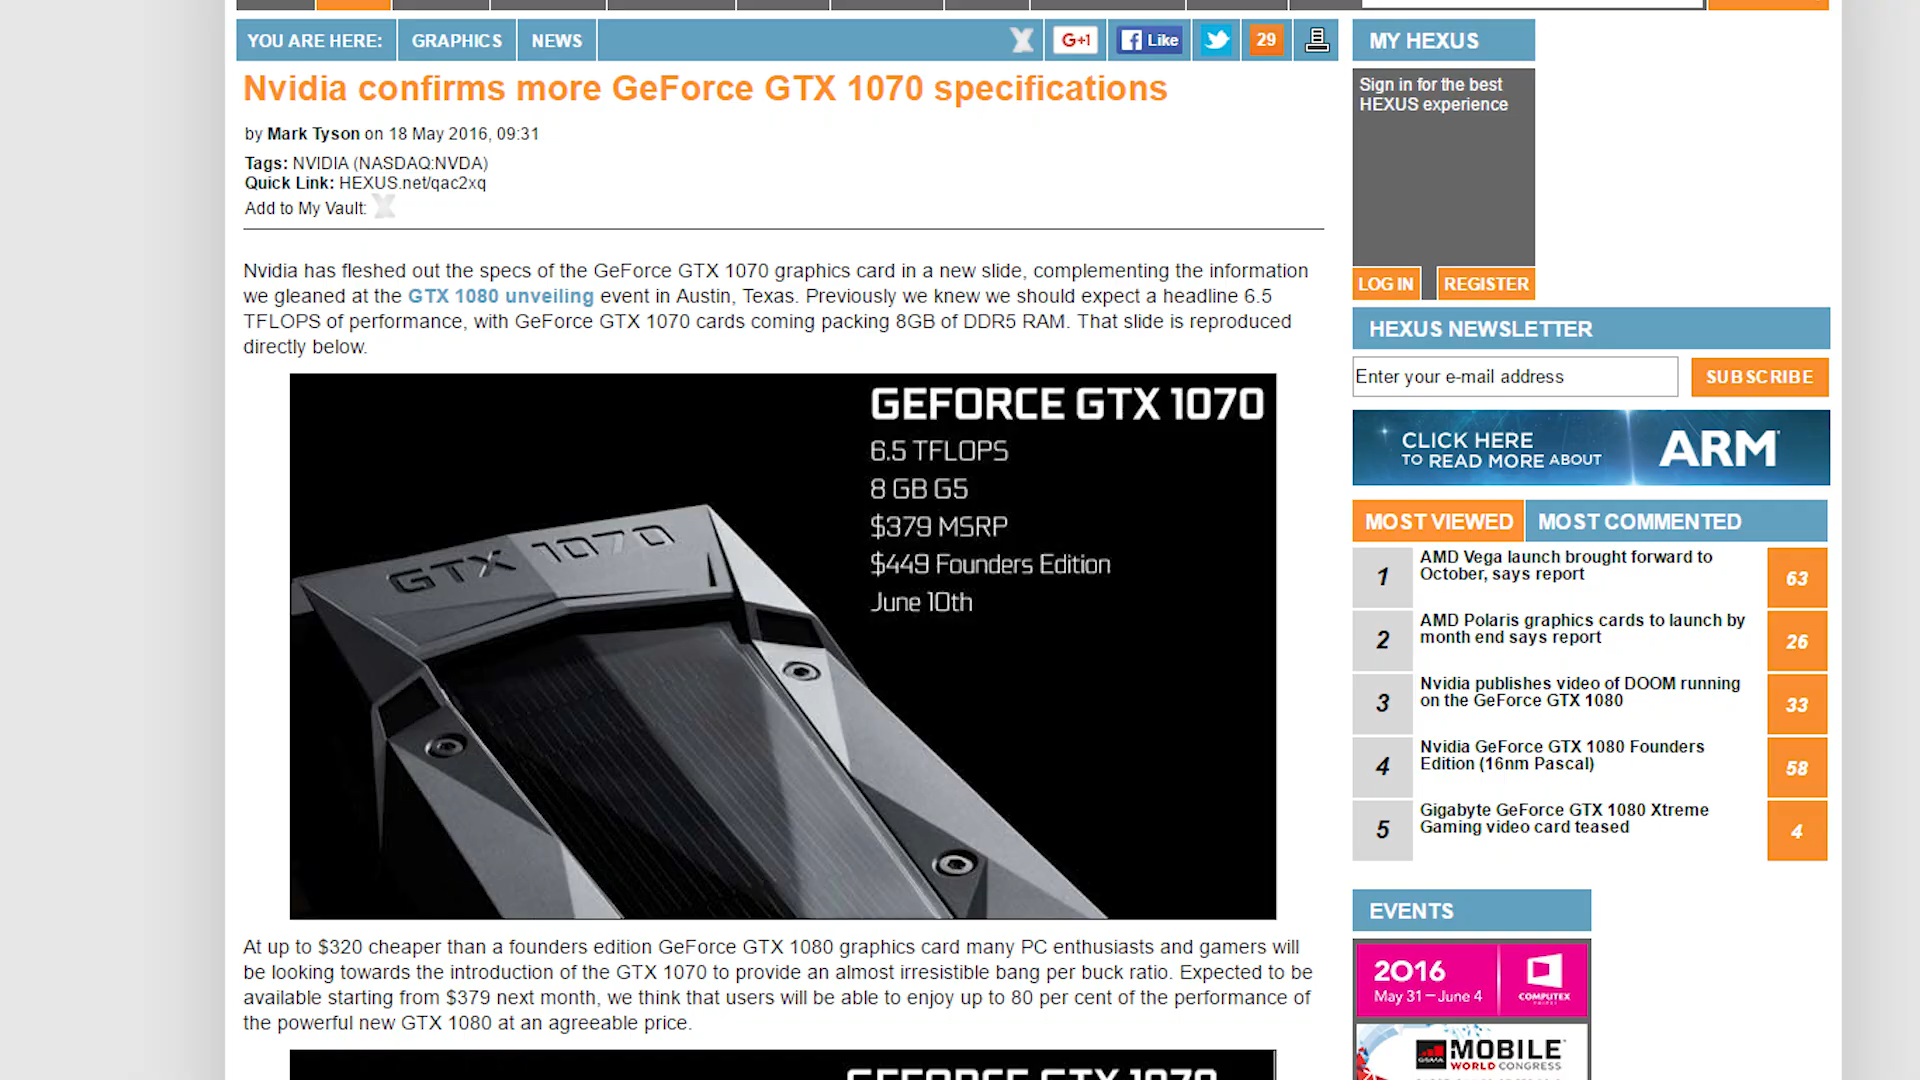 YOU ARE HERE: GRAPHICS NEWS
G+1 Like 29
Nvidia confirms more GeForce GTX 1070 specifications
by Mark Tyson on 18 May 2016, 09:31
Tags: NVIDIA (NASDAQ:NVDA)
Quick Link: HEXUS.net/qac2xq
Add to My Vault:
Nvidia has fleshed out the specs of the GeForce GTX 1070 graphics card in a new slide, complementing the information
we gleaned at the GTX 1080 unveiling event in Austin, Texas. Previously we knew we should expect a headline 6.5
TFLOPS of performance, with GeForce GTX 1070 cards coming packing 8GB of DDR5 RAM. That slide is reproduced
directly below.
GEFORCE GTX 1070
6.5 TFLOPS
8 GB G5
$379 MSRP
$449 Founders Edition
June 10th
GTX 1070
At up to $320 cheaper than a founders edition GeForce GTX 1080 graphics card many PC enthusiasts and gamers will
be looking towards the introduction of the GTX 1070 to provide an almost irresistible bang per buck ratio. Expected to be
available starting from $379 next month, we think that users will be able to enjoy up to 80 per cent of the performance of
the powerful new GTX 1080 at an agreeable price.
GEFORCE GTX 1070
MY HEXUS
Sign in for the best
HEXUS experience
LOG IN REGISTER
HEXUS NEWSLETTER
Enter your e-mail address SUBSCRIBE
CLICK HERE
TO READ MORE ABOUT
ARM
MOST VIEWED MOST COMMENTED
1 AMD Vega launch brought forward to
October, says report 63
2 AMD Polaris graphics cards to launch by
month end says report 26
3 Nvidia publishes video of DOOM running
on the GeForce GTX 1080 33
4 Nvidia GeForce GTX 1080 Founders
Edition (16nm Pascal) 58
5 Gigabyte GeForce GTX 1080 Xtreme
Gaming video card teased 4
EVENTS
2016
May 31 – June 4
COMPUTEX
GSMA MOBILE
WORLD CONGRESS